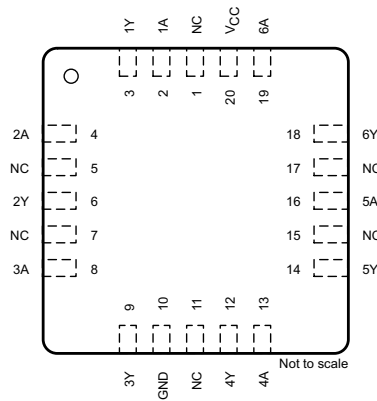 1Y 1A NC VCC 6A
3 2 1 20 19
2A 4 18 6Y
NC 5 17 NC
2Y 6 16 5A
NC 7 15 NC
3A 8 14 5Y
9 10 11 12 13
Not to scale
3Y GND NC 4Y 4A